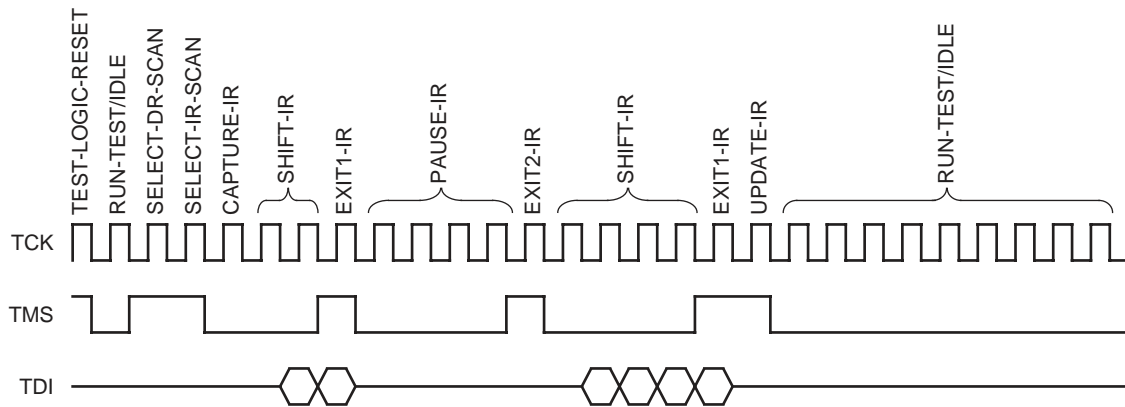 TEST-LOGIC-RESET
RUN-TEST/IDLE
SELECT-DR-SCAN
SELECT-IR-SCAN
CAPTURE-IR
SHIFT-IR
EXIT1-IR
PAUSE-IR
EXIT2-IR
SHIFT-IR
EXIT1-IR
UPDATE-IR
RUN-TEST/IDLE
TCK
TMS
TDI